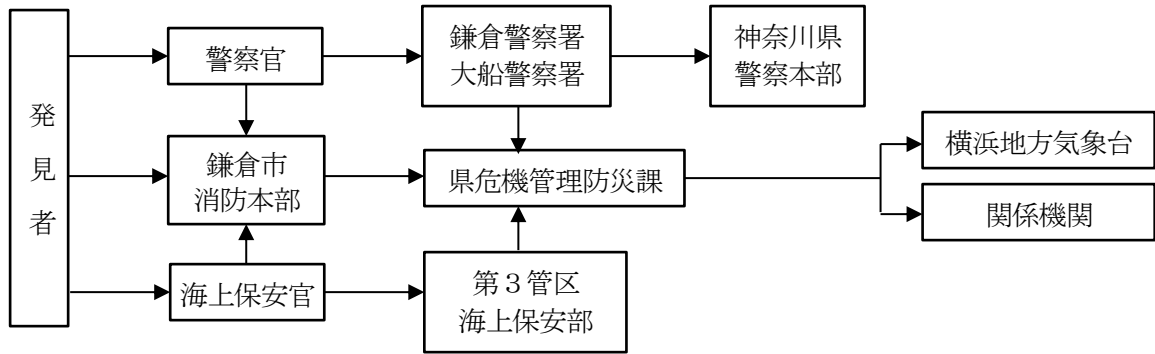 発見者
警察官
鎌倉警察署
大船警察署
神奈川県
警察本部
鎌倉市
消防本部
県危機管理防災課
横浜地方気象台
関係機関
海上保安官
第３管区
海上保安部